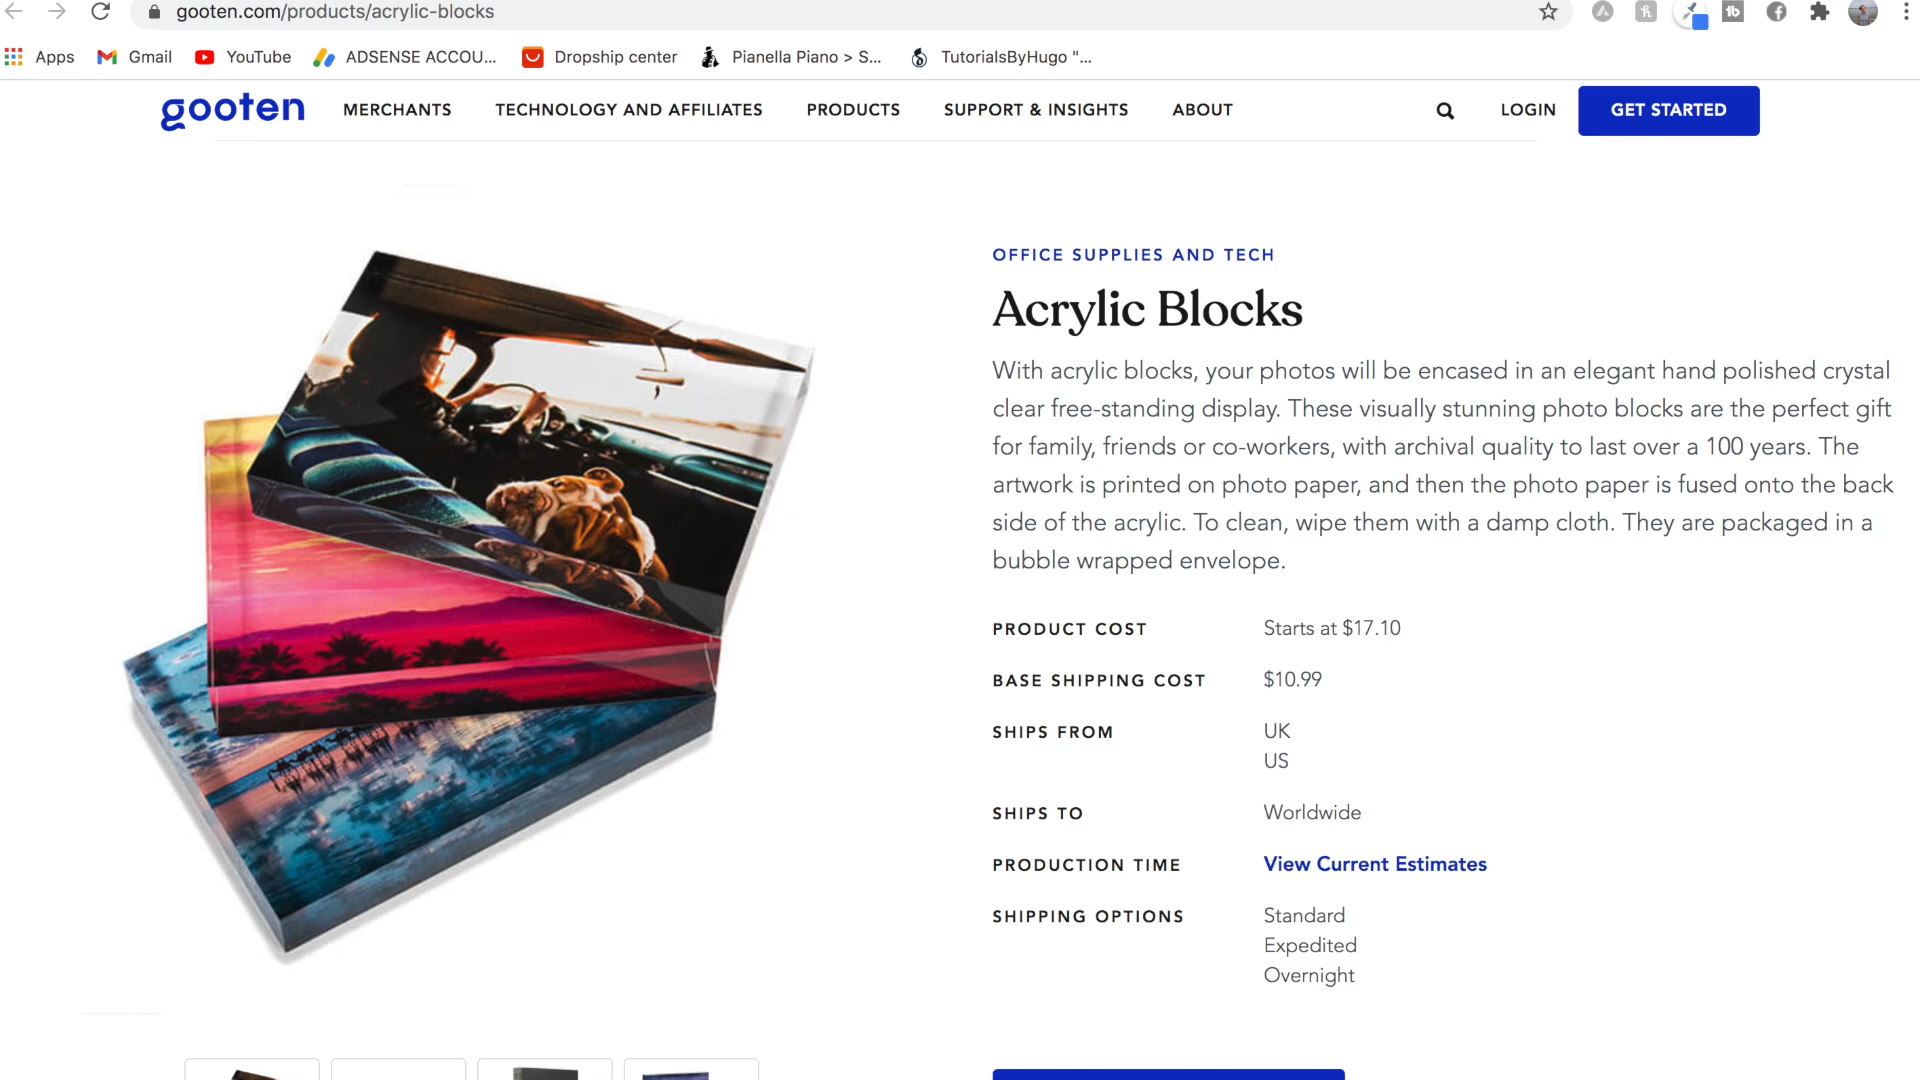 gooten.com/products/acrylic-blocks
Apps Gmail YouTube ADSENSE ACCOU... Dropship center Pianella Piano > S... TutorialsByHugo "...
gooten MERCHANTS TECHNOLOGY AND AFFILIATES PRODUCTS SUPPORT & INSIGHTS ABOUT LOGIN GET STARTED
OFFICE SUPPLIES AND TECH
Acrylic Blocks
With acrylic blocks, your photos will be encased in an elegant hand polished crystal
clear free-standing display. These visually stunning photo blocks are the perfect gift
for family, friends or co-workers, with archival quality to last over a 100 years. The
artwork is printed on photo paper, and then the photo paper is fused onto the back
side of the acrylic. To clean, wipe them with a damp cloth. They are packaged in a
bubble wrapped envelope.
PRODUCT COST Starts at $17.10
BASE SHIPPING COST $10.99
SHIPS FROM UK
US
SHIPS TO Worldwide
PRODUCTION TIME View Current Estimates
SHIPPING OPTIONS Standard
Expedited
Overnight